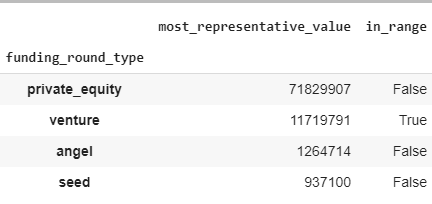 most_representative_value in_range
funding_round_type
private_equity 71829907 False
venture 11719791 True
angel 1264714 False
seed 937100 False